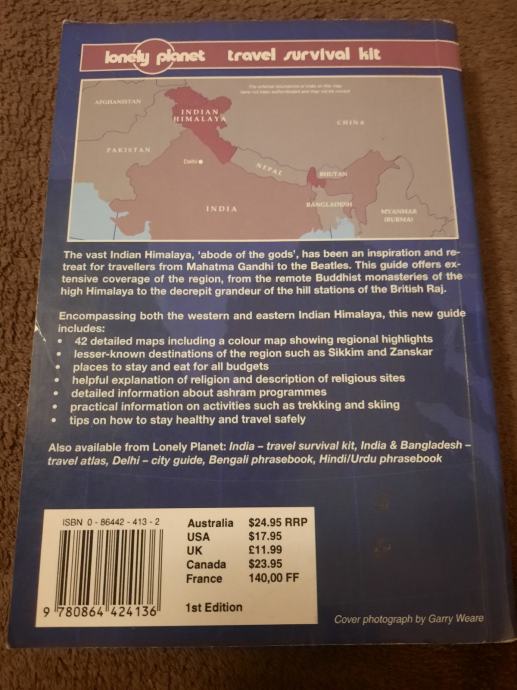 lonely planet travel survival kit
The external boundaries of India on this map
have not been authenticated and may not be correct
AFGHANISTAN
INDIAN
HIMALAYA
CHINA
PAKISTAN
Delhi
NEPAL
BHUTAN
INDIA
BANGLADESH
MYANMAR
(BURMA)
The vast Indian Himalaya, 'abode of the gods', has been an inspiration and re-
treat for travellers from Mahatma Gandhi to the Beatles. This guide offers ex-
tensive coverage of the region, from the remote Buddhist monasteries of the
high Himalaya to the decrepit grandeur of the hill stations of the British Raj.
Encompassing both the western and eastern Indian Himalaya, this new guide
includes:
• 42 detailed maps including a colour map showing regional highlights
• lesser-known destinations of the region such as Sikkim and Zanskar
• places to stay and eat for all budgets
• helpful explanation of religion and description of religious sites
• detailed information about ashram programmes
• practical information on activities such as trekking and skiing
• tips on how to stay healthy and travel safely
Also available from Lonely Planet: India – travel survival kit, India & Bangladesh –
travel atlas, Delhi – city guide, Bengali phrasebook, Hindi/Urdu phrasebook
ISBN 0 - 86442 - 413 - 2
9 780864 424136
Australia $24.95 RRP
USA $17.95
UK £11.99
Canada $23.95
France 140,00 FF
1st Edition
Cover photograph by Garry Weare